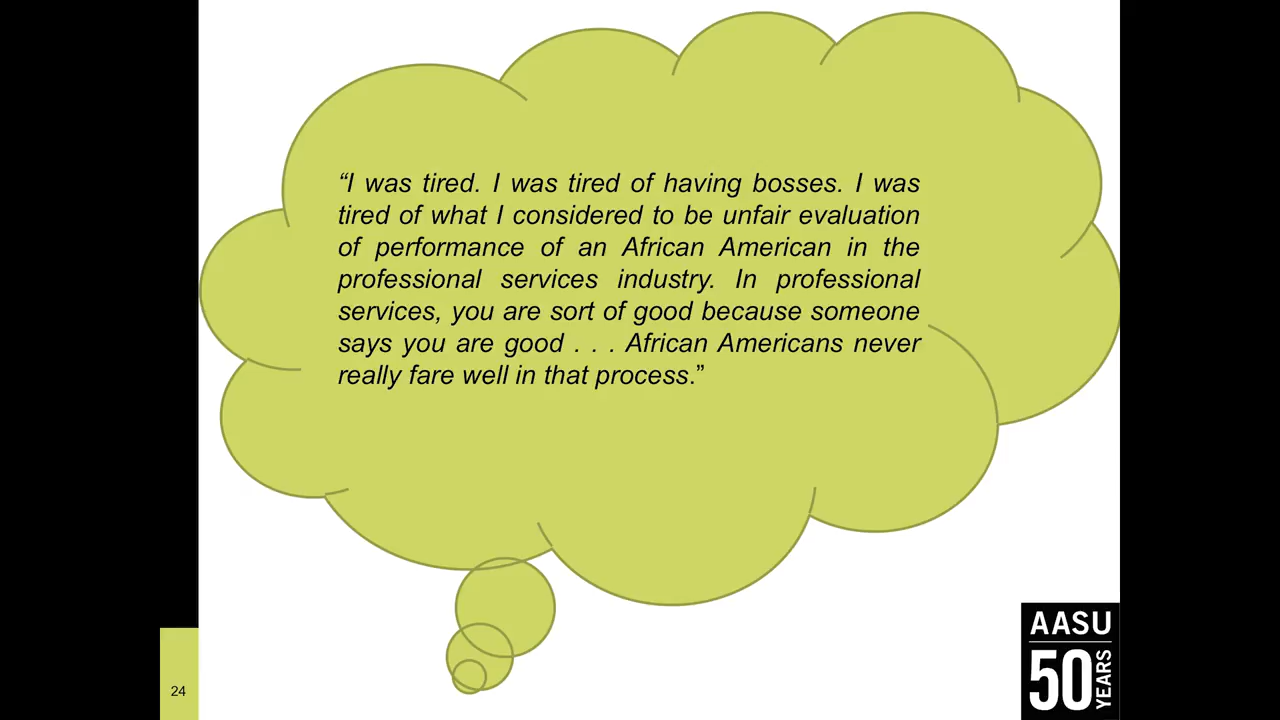 “I was tired. I was tired of having bosses. I was
tired of what I considered to be unfair evaluation
of performance of an African American in the
professional services industry. In professional
services, you are sort of good because someone
says you are good . . . African Americans never
really fare well in that process.”
24
AASU
50 YEARS